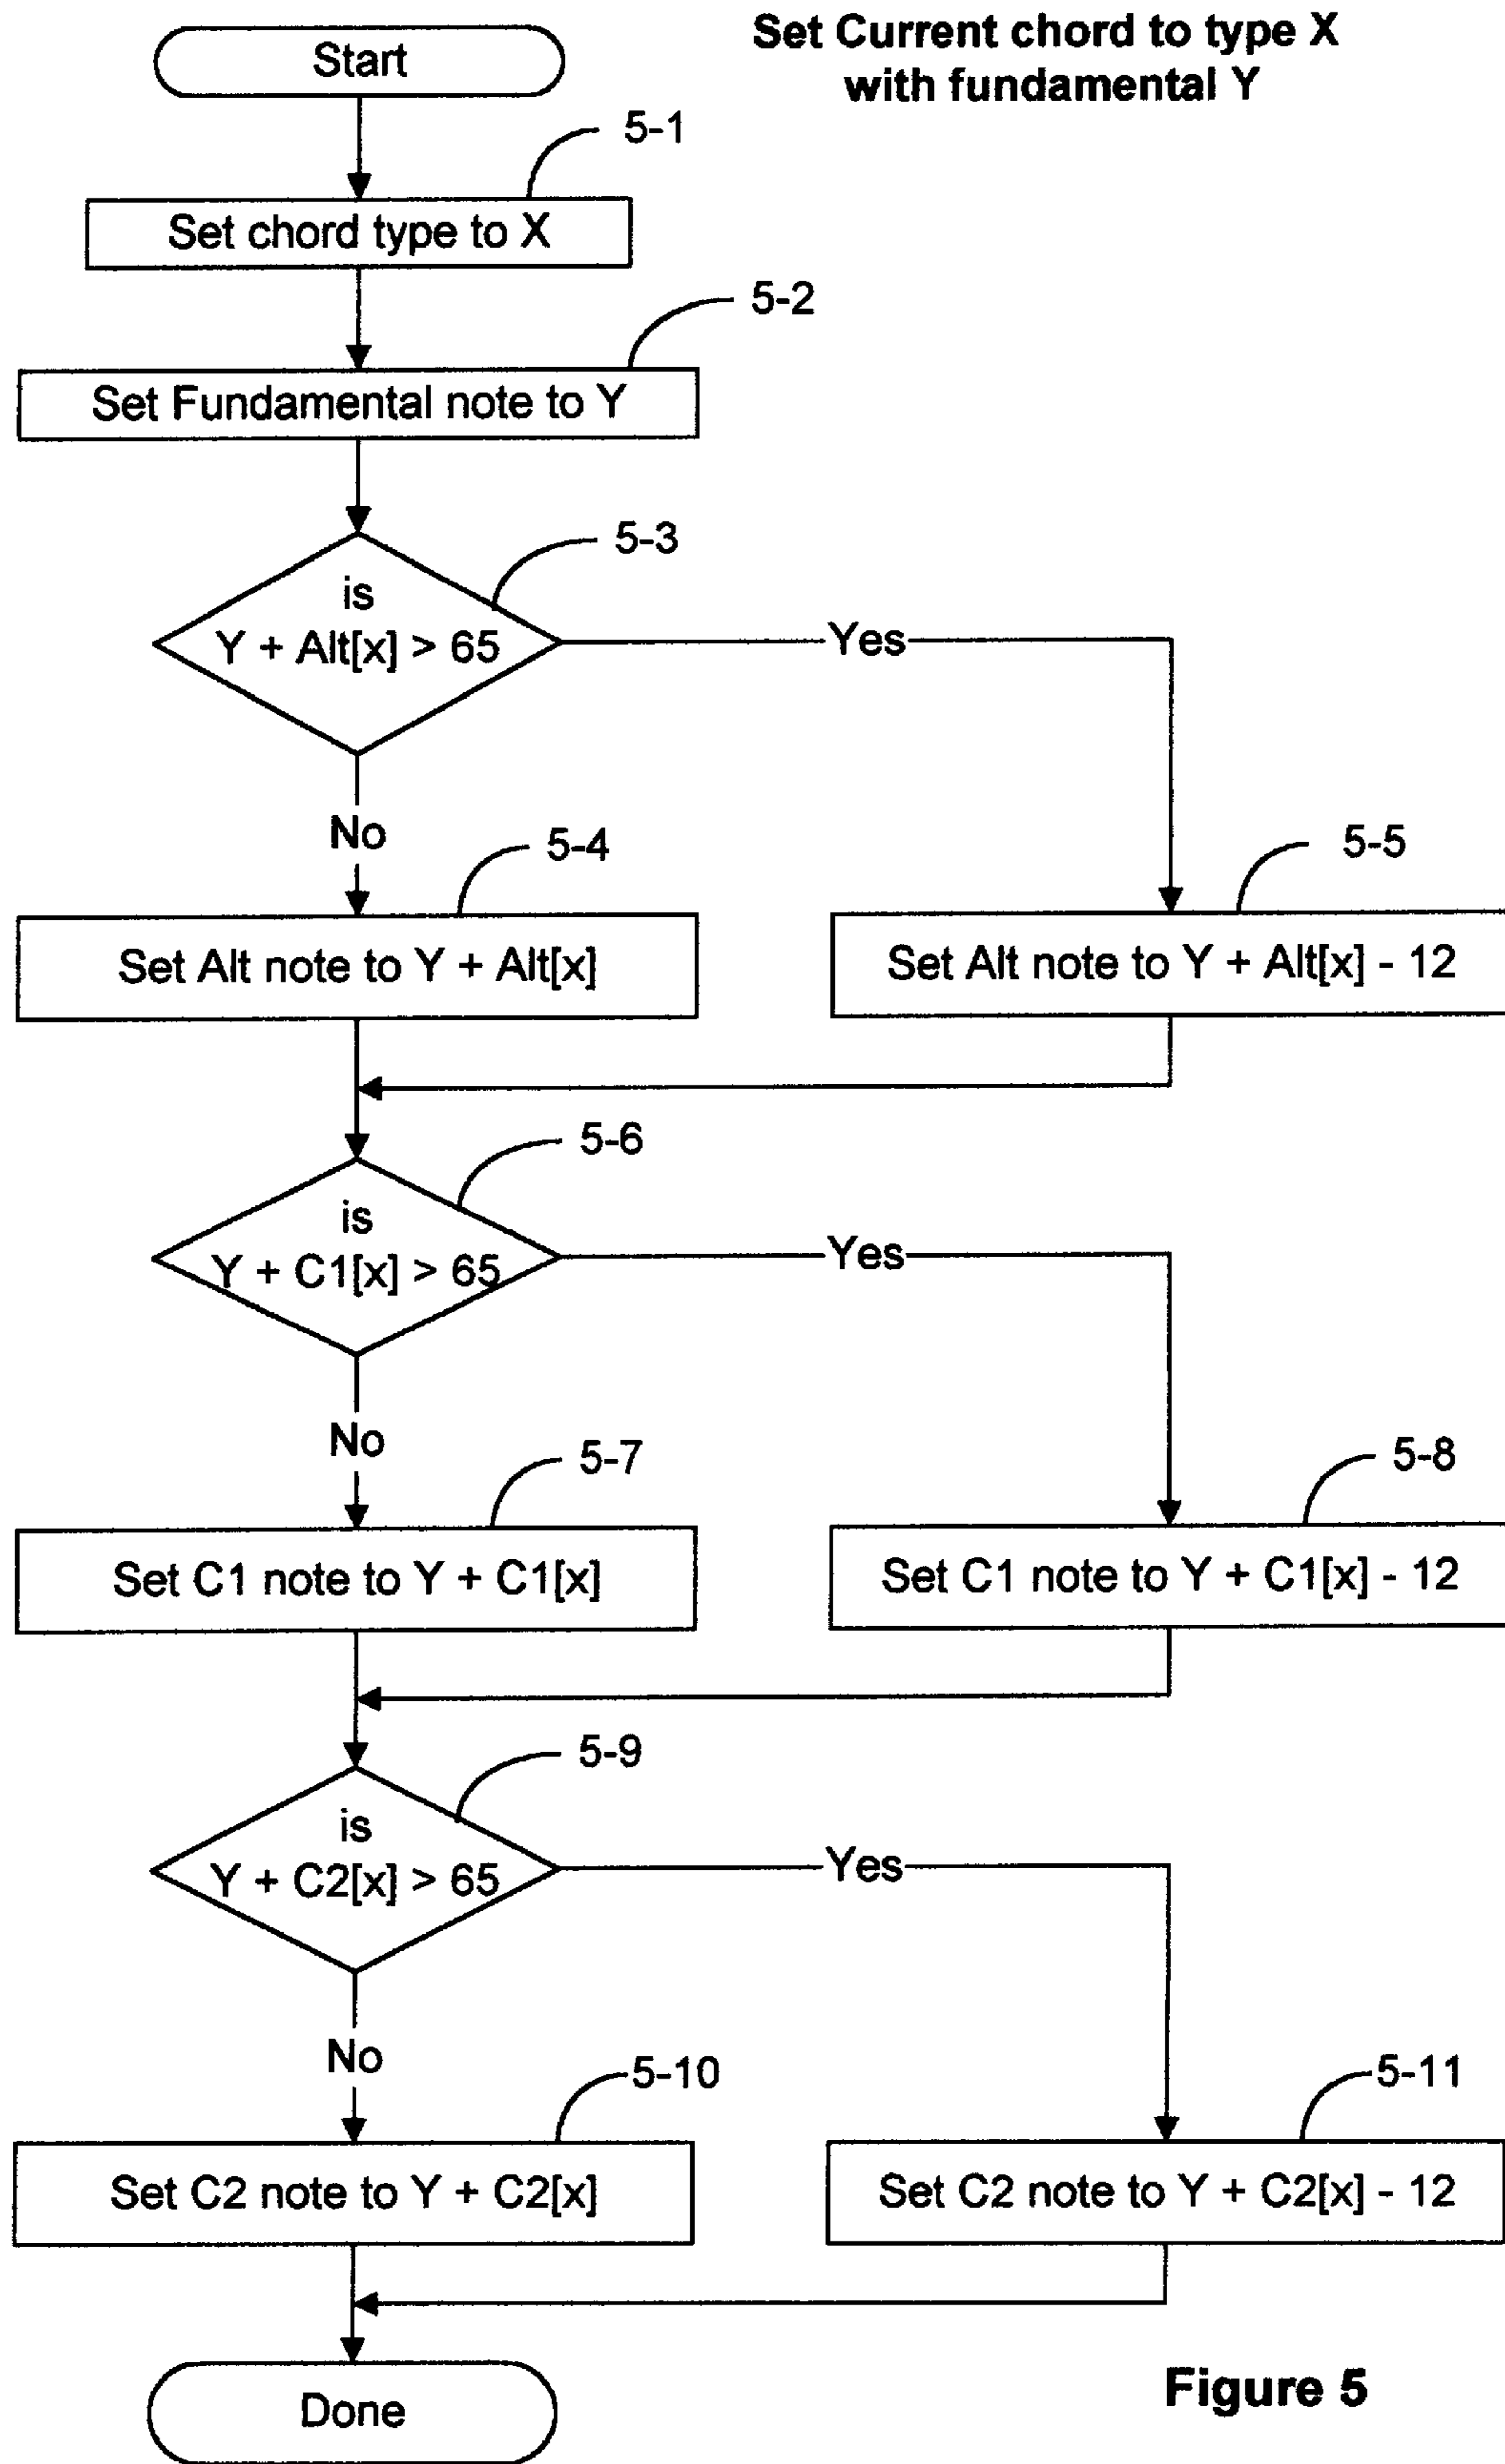 Set Current chord to type X
with fundamental Y
Start
5-1
Set chord type to X
5-2
Set Fundamental note to Y
5-3
is
Y + Alt[x] > 65
Yes
No
5-4
5-5
Set Alt note to Y + Alt[x]
Set Alt note to Y + Alt[x] - 12
5-6
is
Y + C1[x] > 65
Yes
No
5-7
5-8
Set C1 note to Y + C1[x]
Set C1 note to Y + C1[x] - 12
5-9
is
Y + C2[x] > 65
Yes
No
5-10
5-11
Set C2 note to Y + C2[x]
Set C2 note to Y + C2[x] - 12
Done
Figure 5